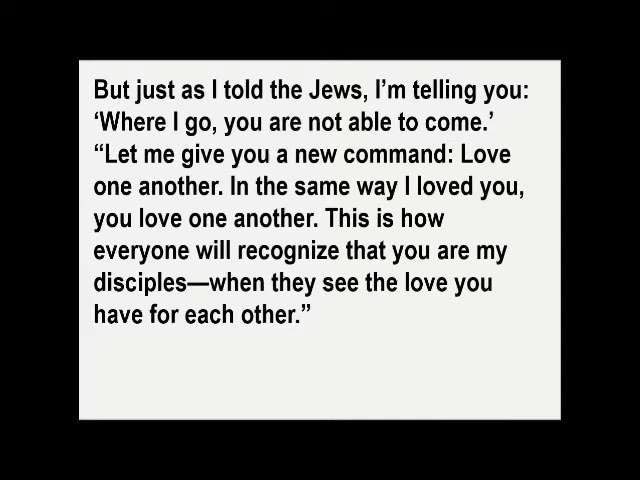 But just as I told the Jews, I’m telling you:
‘Where I go, you are not able to come.’
“Let me give you a new command: Love
one another. In the same way I loved you,
you love one another. This is how
everyone will recognize that you are my
disciples—when they see the love you
have for each other.”